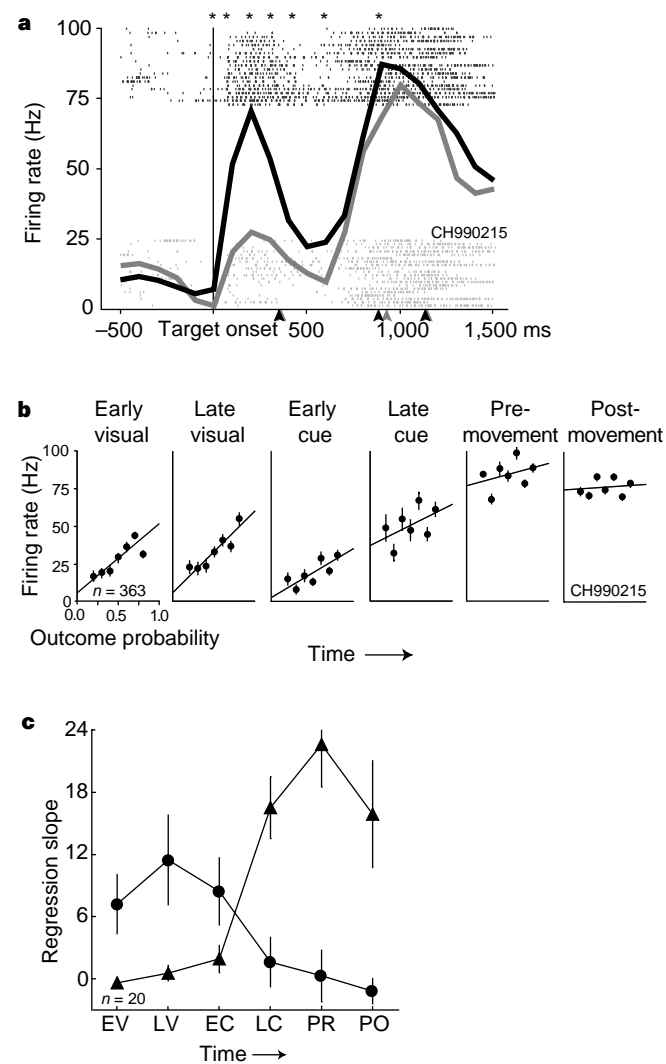 a
* * * * * * *
100
75
50
25
0
Firing rate (Hz)
CH990215
–500 Target onset 500 1,000 1,500 ms
b
Early visual
Late visual
Early cue
Late cue
Pre-movement
Post-movement
100
75
50
25
0
Firing rate (Hz)
n = 363
CH990215
0.0 0.5 1.0
Outcome probability
Time
c
24
18
12
6
0
Regression slope
n = 20
EV LV EC LC PR PO
Time